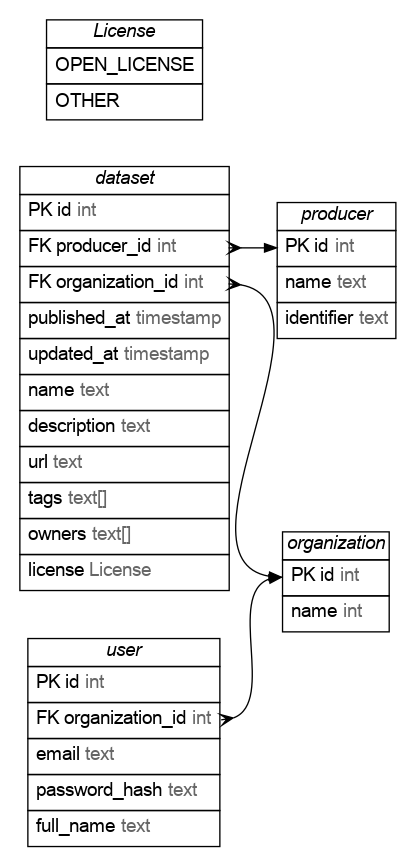 License
OPEN_LICENSE
OTHER
dataset
PK id int
FK producer_id int
FK organization_id int
published_at timestamp
updated_at timestamp
name text
description text
url text
tags text[]
owners text[]
license License
producer
PK id int
name text
identifier text
organization
PK id int
name int
user
PK id int
FK organization_id int
email text
password_hash text
full_name text